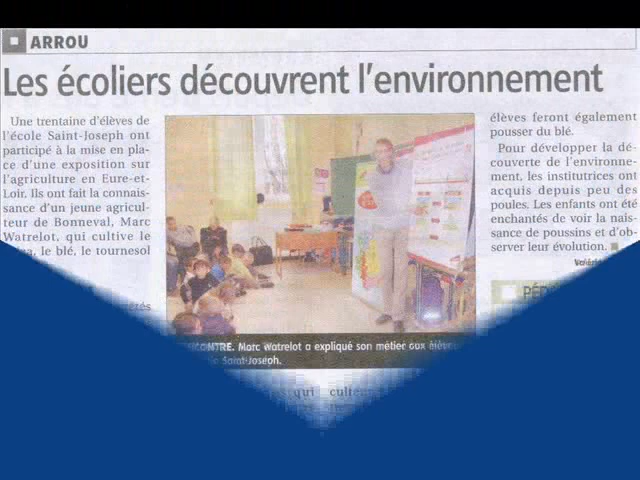 ARROU
Les écoliers découvrent l'environnement
Une trentaine d'élèves de
l'école Saint-Joseph ont
participé à la mise en pla-
ce d'une exposition sur
l'agriculture en Eure-et-
Loir. Ils ont fait la connais-
sance d'un jeune agricul-
teur de Bonneval, Marc
Watrelot, qui cultive le
le blé, le tournesol
RENCONTRE. Marc Watrelot a expliqué son métier aux
Saint-Joseph.
qui
élèves feront également
pousser du blé.
Pour développer la dé-
couverte de l'environne-
ment, les institutrices ont
acquis depuis peu des
poules. Les enfants ont été
enchantés de voir la nais-
sance de poussins et d'ob-
server leur évolution.